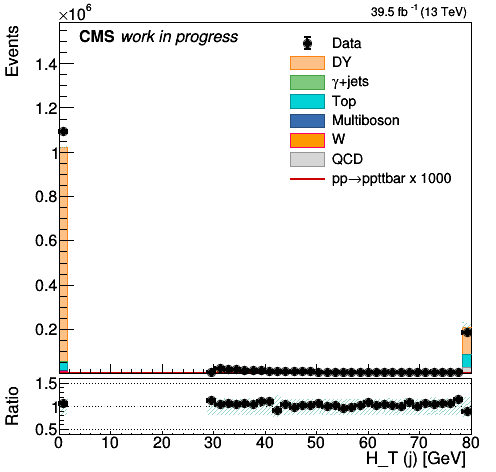 ×10⁶
39.5 fb⁻¹ (13 TeV)
CMS work in progress
Events
Data
DY
γ+jets
Top
Multiboson
W
QCD
pp→ppttbar x 1000
1.4
1.2
1
0.8
0.6
0.4
0.2
Ratio
1.5
1
0.5
0 10 20 30 40 50 60 70 80
H_T (j) [GeV]